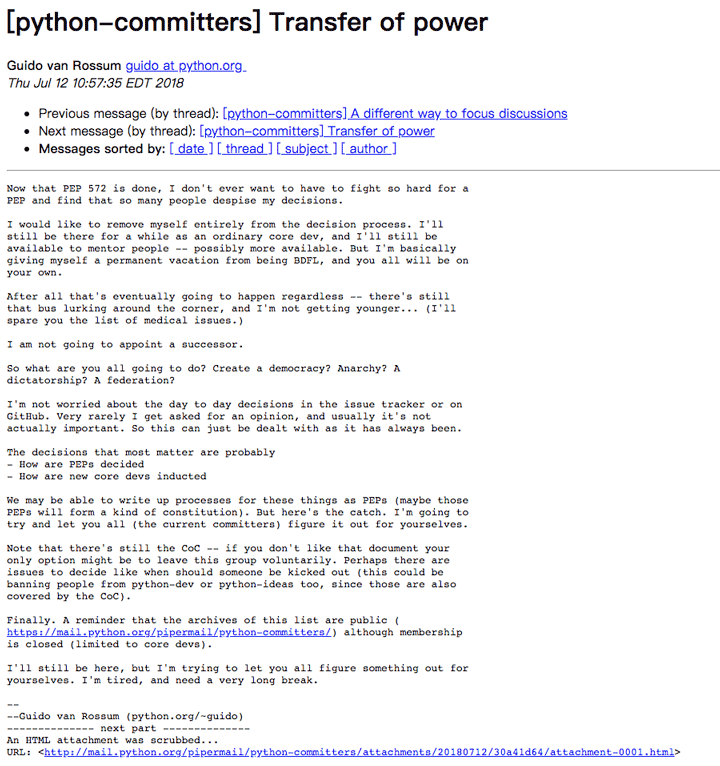 [python-committers] Transfer of power
Guido van Rossum guido at python.org
Thu Jul 12 10:57:35 EDT 2018
• Previous message (by thread): [python-committers] A different way to focus discussions
• Next message (by thread): [python-committers] Transfer of power
• Messages sorted by: [ date ] [ thread ] [ subject ] [ author ]
Now that PEP 572 is done, I don't ever want to have to fight so hard for a
PEP and find that so many people despise my decisions.
I would like to remove myself entirely from the decision process. I'll
still be there for a while as an ordinary core dev, and I'll still be
available to mentor people -- possibly more available. But I'm basically
giving myself a permanent vacation from being BDFL, and you all will be on
your own.
After all that's eventually going to happen regardless -- there's still
that bus lurking around the corner, and I'm not getting younger... (I'll
spare you the list of medical issues.)
I am not going to appoint a successor.
So what are you all going to do? Create a democracy? Anarchy? A
dictatorship? A federation?
I'm not worried about the day to day decisions in the issue tracker or on
GitHub. Very rarely I get asked for an opinion, and usually it's not
actually important. So this can just be dealt with as it has always been.
The decisions that most matter are probably
- How are PEPs decided
- How are new core devs inducted
We may be able to write up processes for these things as PEPs (maybe those
PEPs will form a kind of constitution). But here's the catch. I'm going to
try and let you all (the current committers) figure it out for yourselves.
Note that there's still the CoC -- if you don't like that document your
only option might be to leave this group voluntarily. Perhaps there are
issues to decide like when should someone be kicked out (this could be
banning people from python-dev or python-ideas too, since those are also
covered by the CoC).
Finally. A reminder that the archives of this list are public (
https://mail.python.org/pipermail/python-committers/) although membership
is closed (limited to core devs).
I'll still be here, but I'm trying to let you all figure something out for
yourselves. I'm tired, and need a very long break.
--
--Guido van Rossum (python.org/~guido)
-------------- next part --------------
An HTML attachment was scrubbed...
URL: <http://mail.python.org/pipermail/python-committers/attachments/20180712/30a41d64/attachment-0001.html>